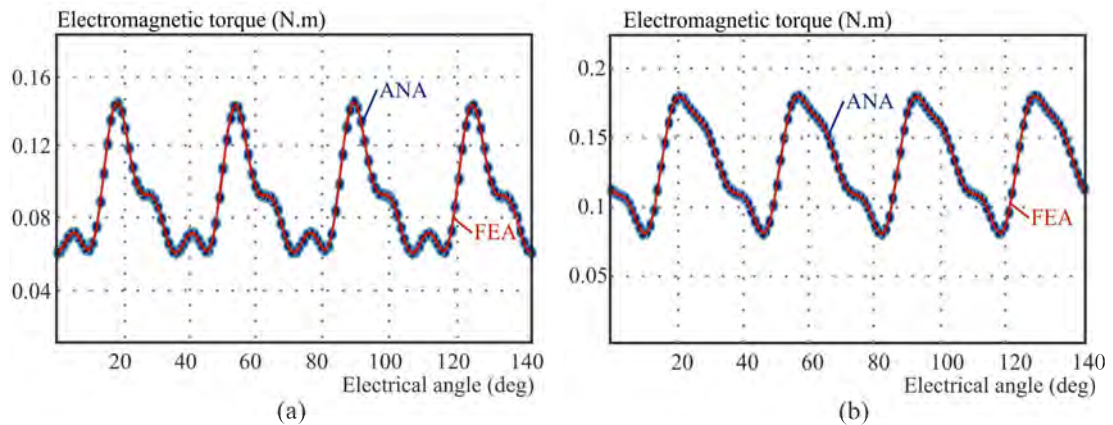 Electromagnetic torque (N.m)
0.16
0.12
0.08
0.04
ANA
FEA
20 40 60 80 100 120 140
Electrical angle (deg)
(a)
Electromagnetic torque (N.m)
0.2
0.15
0.1
0.05
ANA
FEA
20 40 60 80 100 120 140
Electrical angle (deg)
(b)